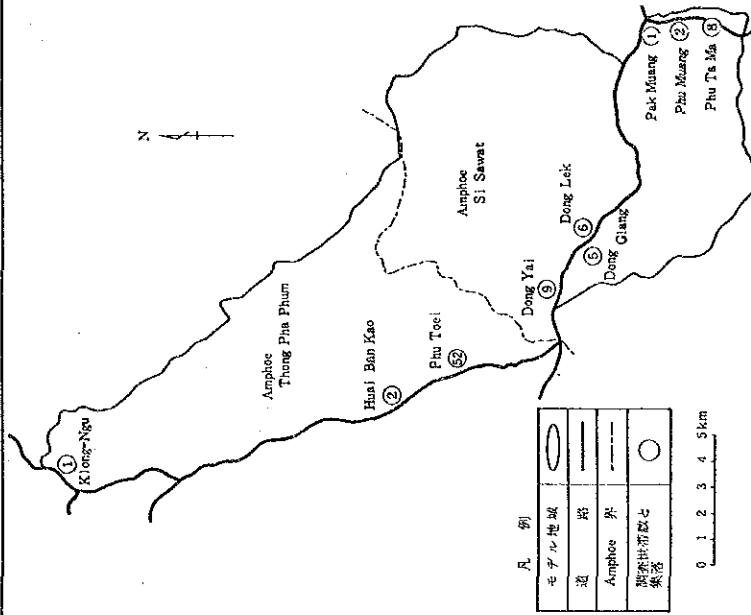 N
Klong-Ngu
①
Amphoe
Thong Pha Phum
Huai Ban Kao
②
Phu Toei
52
Amphoe
Si Sawat
Dong Yai
⑨
Dong Lek
⑥
⑤
Dong Glang
Pak Muang ①
Phu Muang ②
Phu Ta Ma ⑧
凡例
モデル地域
道路
Amphoe 界
調査世帯数と
集落
0 1 2 3 4 5km